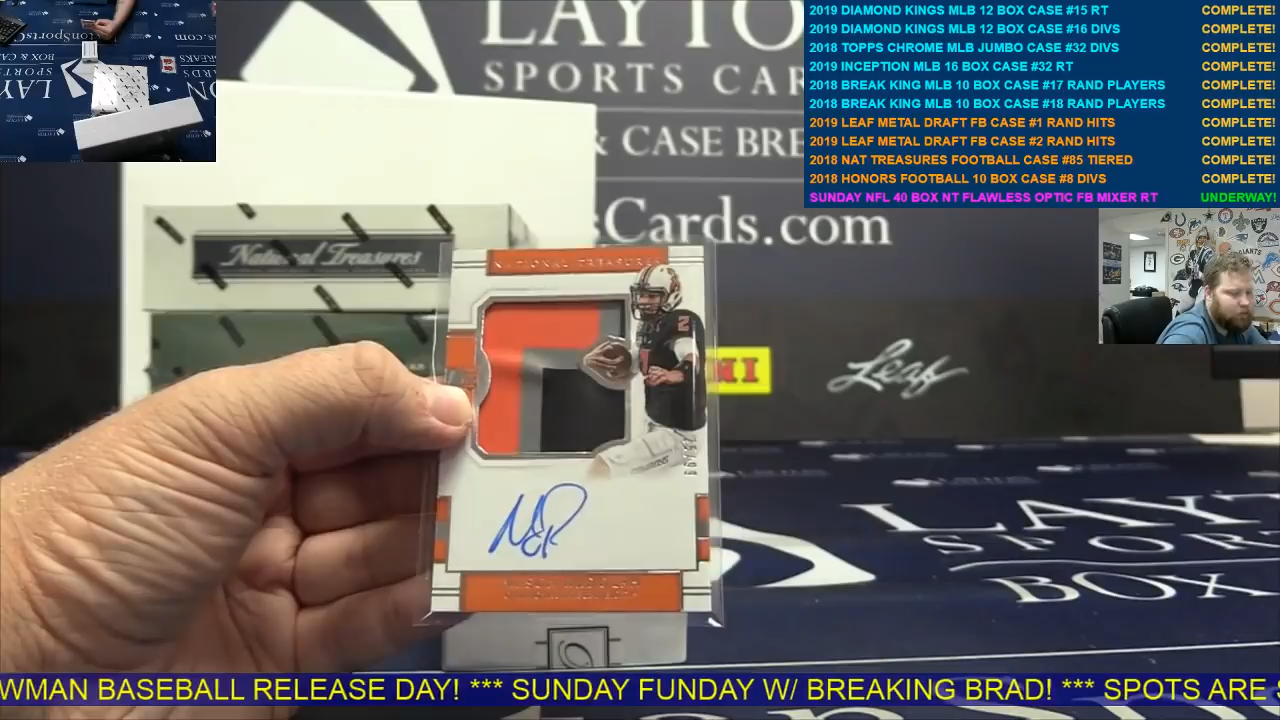 LAYTO
SPORTS CAR
& CASE BRE
sCards.com
2019 DIAMOND KINGS MLB 12 BOX CASE #15 RT COMPLETE!
2019 DIAMOND KINGS MLB 12 BOX CASE #16 DIVS COMPLETE!
2018 TOPPS CHROME MLB JUMBO CASE #32 DIVS COMPLETE!
2019 INCEPTION MLB 16 BOX CASE #32 RT COMPLETE!
2018 BREAK KING MLB 10 BOX CASE #17 RAND PLAYERS COMPLETE!
2018 BREAK KING MLB 10 BOX CASE #18 RAND PLAYERS COMPLETE!
2019 LEAF METAL DRAFT FB CASE #1 RAND HITS COMPLETE!
2019 LEAF METAL DRAFT FB CASE #2 RAND HITS COMPLETE!
2018 NAT TREASURES FOOTBALL CASE #85 TIERED COMPLETE!
2018 HONORS FOOTBALL 10 BOX CASE #8 DIVS COMPLETE!
SUNDAY NFL 40 BOX NT FLAWLESS OPTIC FB MIXER RT UNDERWAY!
National Treasures
NATIONAL TREASURES
2
NI
Leaf
LAYT
SPORT
BOX
WMAN BASEBALL RELEASE DAY! *** SUNDAY FUNDAY W/ BREAKING BRAD! *** SPOTS ARE S